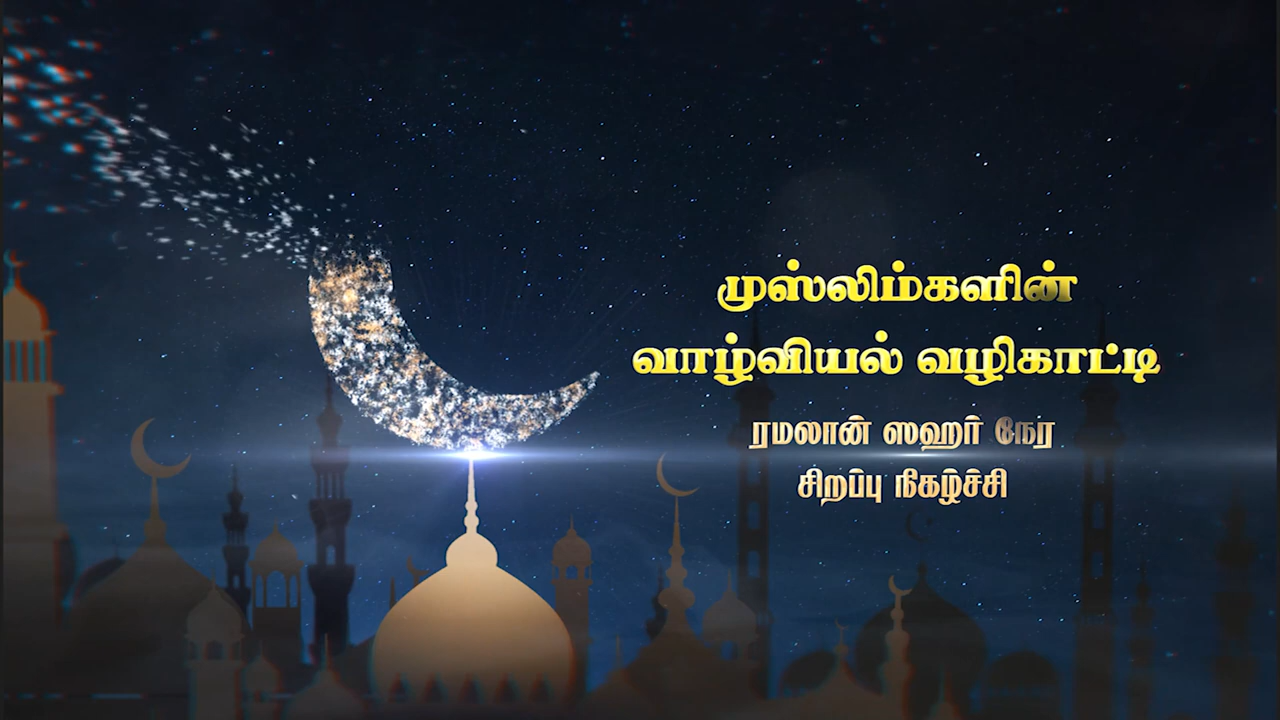 முஸ்லிம்களின்
வாழ்வியல் வழிகாட்டி
ரமலான் ஸஹர் நேர
சிறப்பு நிகழ்ச்சி